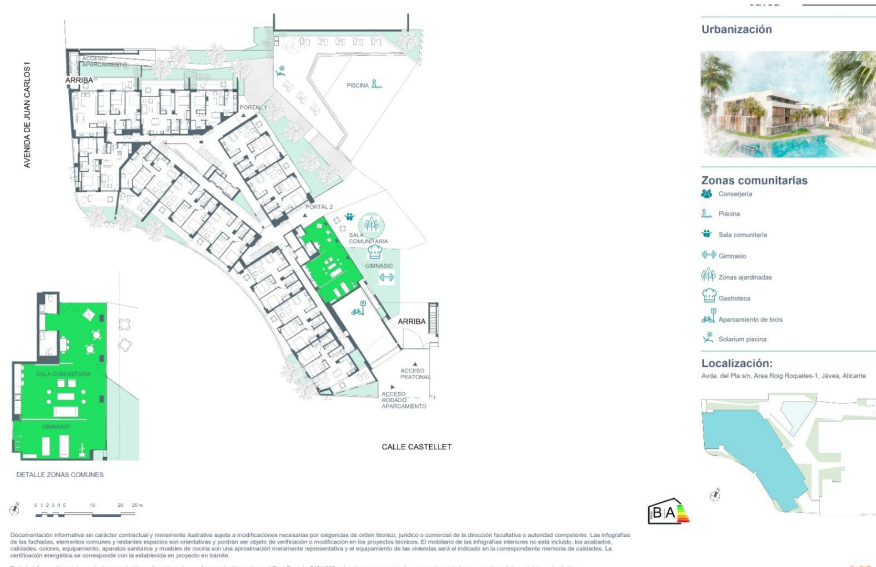 Urbanización
AVENIDA DE JUAN CARLOS I
ACCESO
APARCAMIENTO
ARRIBA
PISCINA
PORTAL 1
PORTAL 2
SALA
COMUNITARIA
GIMNASIO
ARRIBA
ACCESO
PEATONAL
ACCESO
RODADO
APARCAMIENTO
CALLE CASTELLET
SALA COMUNITARIA
GIMNASIO
DETALLE ZONAS COMUNES
0 1 2 3 4 5 10 20 25 m
Zonas comunitarias
Conserjería
Piscina
Sala comunitaria
Gimnasio
Zonas ajardinadas
Gastroteca
Aparcamiento de bicis
Solarium piscina
Localización:
Avda. del Pla s/n, Area Roig Roquetes-1, Jávea, Alicante
B A
Documentación informativa sin carácter contractual y meramente ilustrativa sujeta a modificaciones necesarias por exigencias de orden técnico, jurídico o comercial de la dirección facultativa o autoridad competente. Las infografías
de las fachadas, elementos comunes y restantes espacios son orientativas y podrán ser objeto de verificación o modificación en los proyectos técnicos. El mobiliario de las infografías interiores no está incluido, los acabados,
calidades, colores, equipamiento, aparatos sanitarios y muebles de cocina son una aproximación meramente representativa y el equipamiento de las viviendas será el indicado en la correspondiente memoria de calidades. La
certificación energética se corresponde con la establecida en proyecto en trámite.